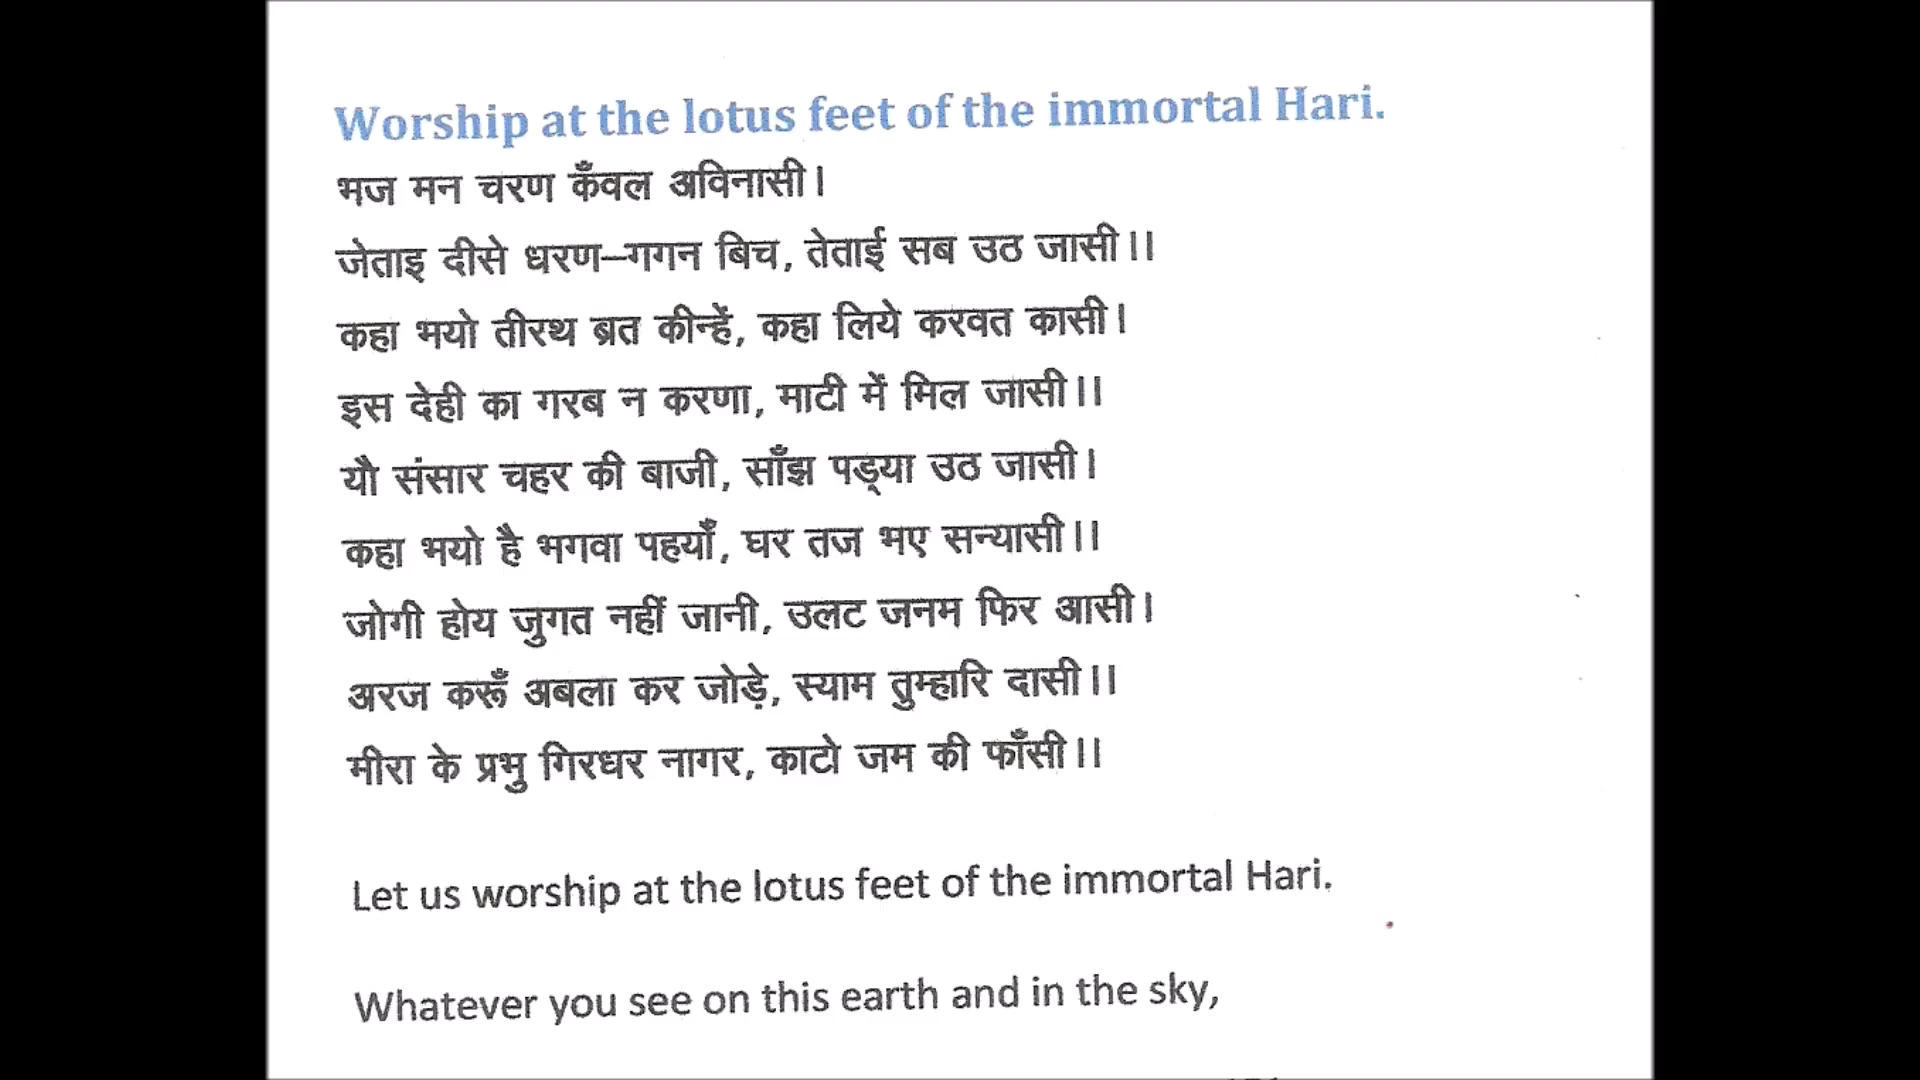 Worship at the lotus feet of the immortal Hari.
भज मन चरण कँवल अविनासी।
जेताइ दीसे धरण–गगन बिच, तेताई सब उठ जासी।।
कहा भयो तीरथ ब्रत कीन्हें, कहा लिये करवत कासी।
इस देही का गरब न करणा, माटी में मिल जासी।।
यौ संसार चहर की बाजी, साँझ पड्या उठ जासी।
कहा भयो है भगवा पहयाँ, घर तज भए सन्यासी।।
जोगी होय जुगत नहीं जानी, उलट जनम फिर आसी।
अरज करूँ अबला कर जोड़े, स्याम तुम्हारि दासी।।
मीरा के प्रभु गिरधर नागर, काटो जम की फाँसी।।
Let us worship at the lotus feet of the immortal Hari.
Whatever you see on this earth and in the sky,